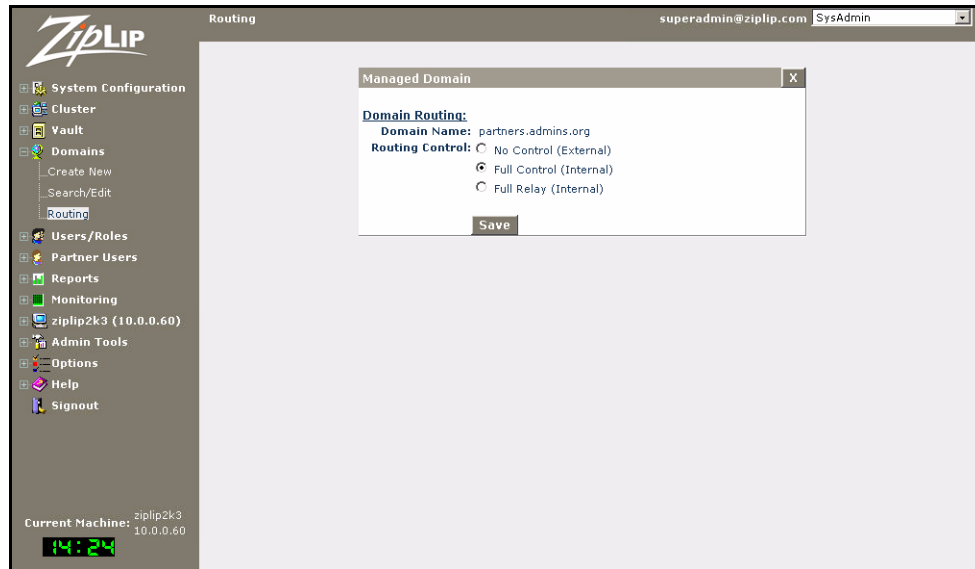 ZipLip
Routing
superadmin@ziplip.com SysAdmin
System Configuration
Cluster
Vault
Domains
Create New
Search/Edit
Routing
Users/Roles
Partner Users
Reports
Monitoring
ziplip2k3 (10.0.0.60)
Admin Tools
Options
Help
Signout
Current Machine: ziplip2k3
10.0.0.60
14:24
Managed Domain X
Domain Routing:
Domain Name: partners.admins.org
Routing Control: No Control (External)
Full Control (Internal)
Full Relay (Internal)
Save